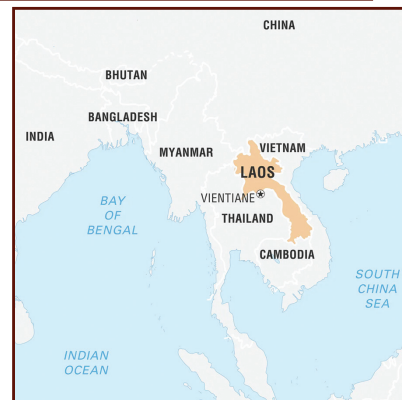 CHINA
BHUTAN
BANGLADESH
INDIA
MYANMAR
VIETNAM
LAOS
VIENTIANE
BAY
OF
BENGAL
THAILAND
CAMBODIA
SOUTH
CHINA
SEA
INDIAN
OCEAN